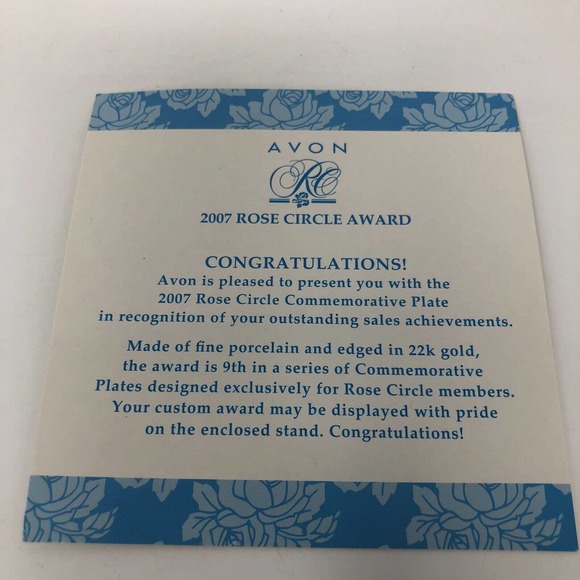 AVON
RC
2007 ROSE CIRCLE AWARD
CONGRATULATIONS!
Avon is pleased to present you with the
2007 Rose Circle Commemorative Plate
in recognition of your outstanding sales achievements.
Made of fine porcelain and edged in 22k gold,
the award is 9th in a series of Commemorative
Plates designed exclusively for Rose Circle members.
Your custom award may be displayed with pride
on the enclosed stand. Congratulations!